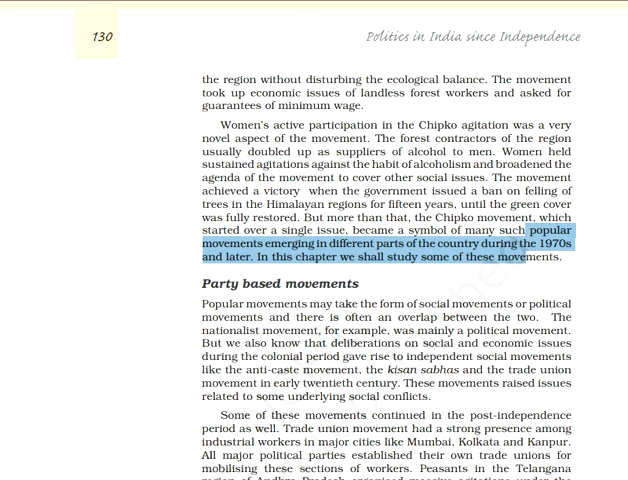 130
Politics in India since Independence
the region without disturbing the ecological balance. The movement
took up economic issues of landless forest workers and asked for
guarantees of minimum wage.
Women's active participation in the Chipko agitation was a very
novel aspect of the movement. The forest contractors of the region
usually doubled up as suppliers of alcohol to men. Women held
sustained agitations against the habit of alcoholism and broadened the
agenda of the movement to cover other social issues. The movement
achieved a victory when the government issued a ban on felling of
trees in the Himalayan regions for fifteen years, until the green cover
was fully restored. But more than that, the Chipko movement, which
started over a single issue, became a symbol of many such popular
movements emerging in different parts of the country during the 1970s
and later. In this chapter we shall study some of these movements.
Party based movements
Popular movements may take the form of social movements or political
movements and there is often an overlap between the two. The
nationalist movement, for example, was mainly a political movement.
But we also know that deliberations on social and economic issues
during the colonial period gave rise to independent social movements
like the anti-caste movement, the kisan sabhas and the trade union
movement in early twentieth century. These movements raised issues
related to some underlying social conflicts.
Some of these movements continued in the post-independence
period as well. Trade union movement had a strong presence among
industrial workers in major cities like Mumbai, Kolkata and Kanpur.
All major political parties established their own trade unions for
mobilising these sections of workers. Peasants in the Telangana